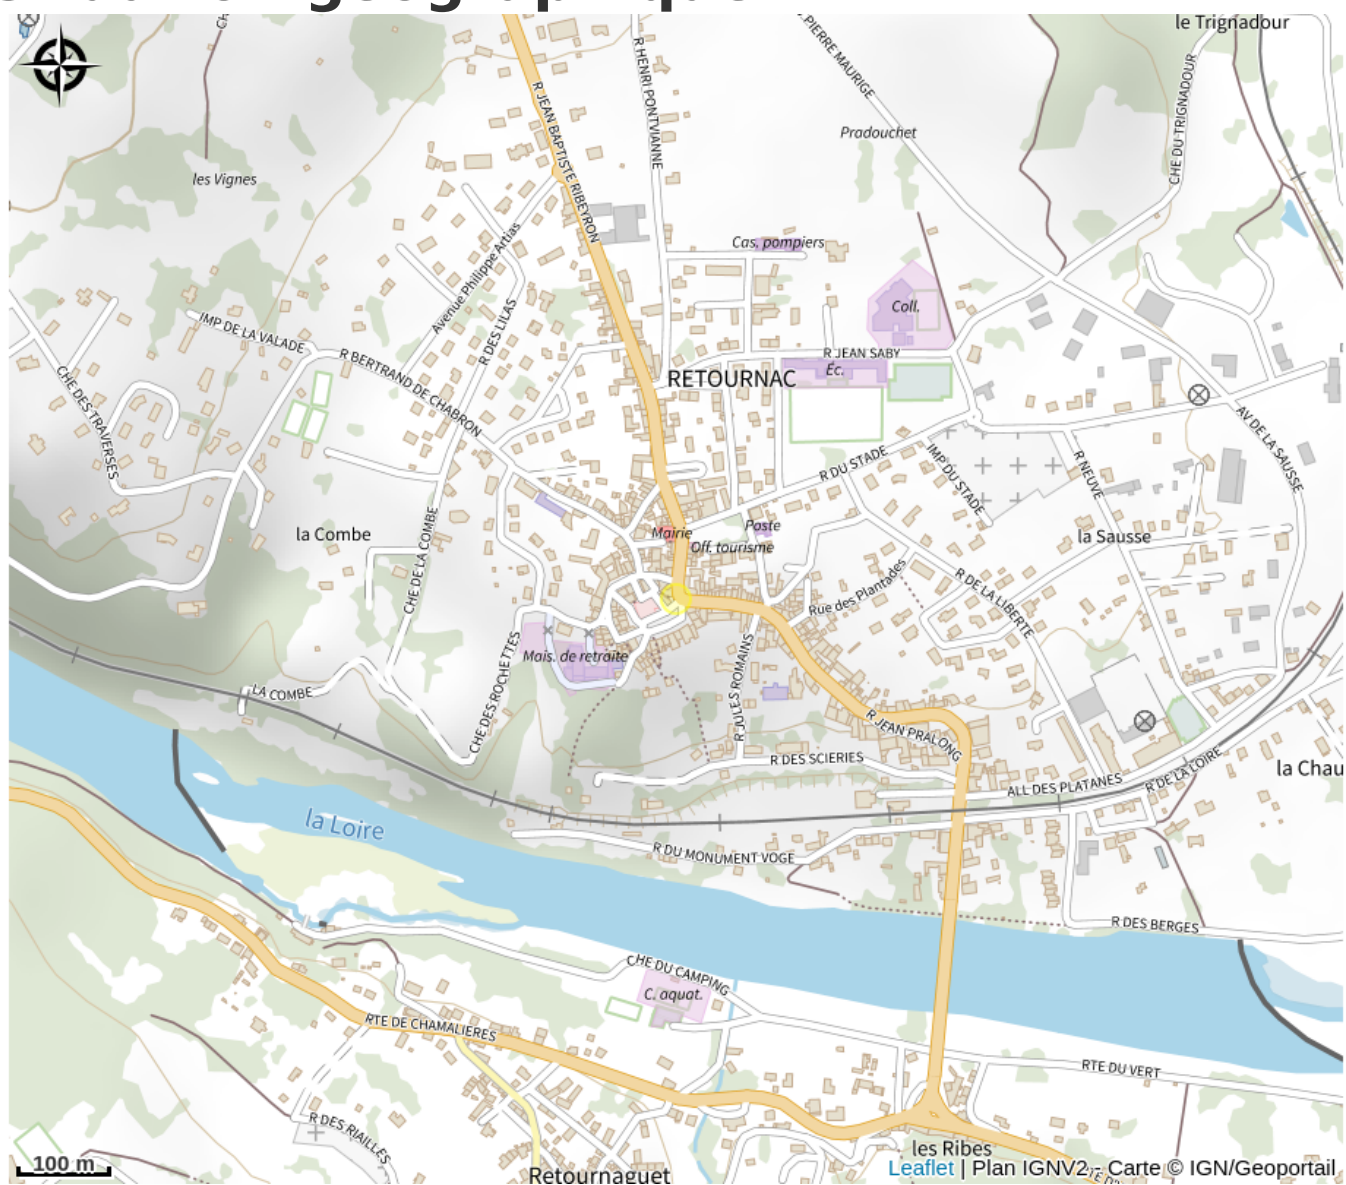 le Trignadour
PIERRE MAURIGE
R HENRI PONTVIANNE
R JEAN BAPTISTE RIBEYRON
CHE DU TRIGNADOUR
Pradouchet
les Vignes
Cas. pompiers
Avenue Philippe Artias
Coll.
IMP DE LA VALADE
R DES LILAS
R BERTRAND DE CHABRON
R JEAN SABY
Éc.
RETOURNAC
CHE DES TRAVERSES
AV DE LA SAUSSE
R DU STADE
IMP DU STADE
R NEUVE
la Combe
CHE DE LA COMBE
Mairie
Poste
Off. tourisme
la Sausse
R DE LA LIBERTE
Rue des Plantades
Mais. de retraite
CHE DES ROCHETTES
R JULES ROMAINS
LA COMBE
R JEAN PRALONG
R DES SCIERIES
ALL DES PLATANES
R DE LA LOIRE
la Chau
la Loire
R DU MONUMENT VOGE
R DES BERGES
CHE DU CAMPING
C. aquat.
RTE DE CHAMALIERES
RTE DU VERT
R DES RIAILLES
les Ribes
Retournaguet
100 m
Leaflet | Plan IGNV2 - Carte © IGN/Geoportail